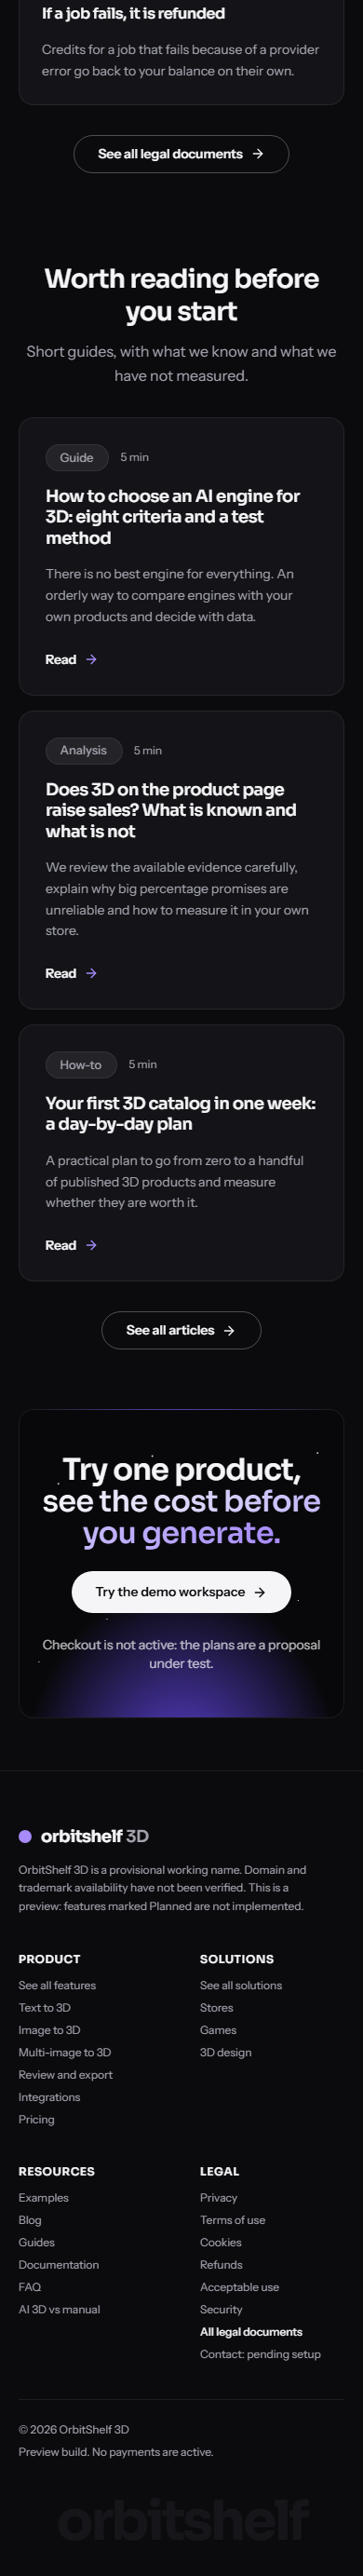 If a job fails, it is refunded
Credits for a job that fails because of a provider
error go back to your balance on their own.
See all legal documents →
Worth reading before
you start
Short guides, with what we know and what we
have not measured.
Guide 5 min
How to choose an AI engine for
3D: eight criteria and a test
method
There is no best engine for everything. An
orderly way to compare engines with your
own products and decide with data.
Read →
Analysis 5 min
Does 3D on the product page
raise sales? What is known and
what is not
We review the available evidence carefully,
explain why big percentage promises are
unreliable and how to measure it in your own
store.
Read →
How-to 5 min
Your first 3D catalog in one week:
a day-by-day plan
A practical plan to go from zero to a handful
of published 3D products and measure
whether they are worth it.
Read →
See all articles →
Try one product,
see the cost before
you generate.
Try the demo workspace →
Checkout is not active: the plans are a proposal
under test.
orbitshelf 3D
OrbitShelf 3D is a provisional working name. Domain and
trademark availability have not been verified. This is a
preview: features marked Planned are not implemented.
PRODUCT
See all features
Text to 3D
Image to 3D
Multi-image to 3D
Review and export
Integrations
Pricing
SOLUTIONS
See all solutions
Stores
Games
3D design
RESOURCES
Examples
Blog
Guides
Documentation
FAQ
AI 3D vs manual
LEGAL
Privacy
Terms of use
Cookies
Refunds
Acceptable use
Security
All legal documents
Contact: pending setup
© 2026 OrbitShelf 3D
Preview build. No payments are active.
orbitshelf